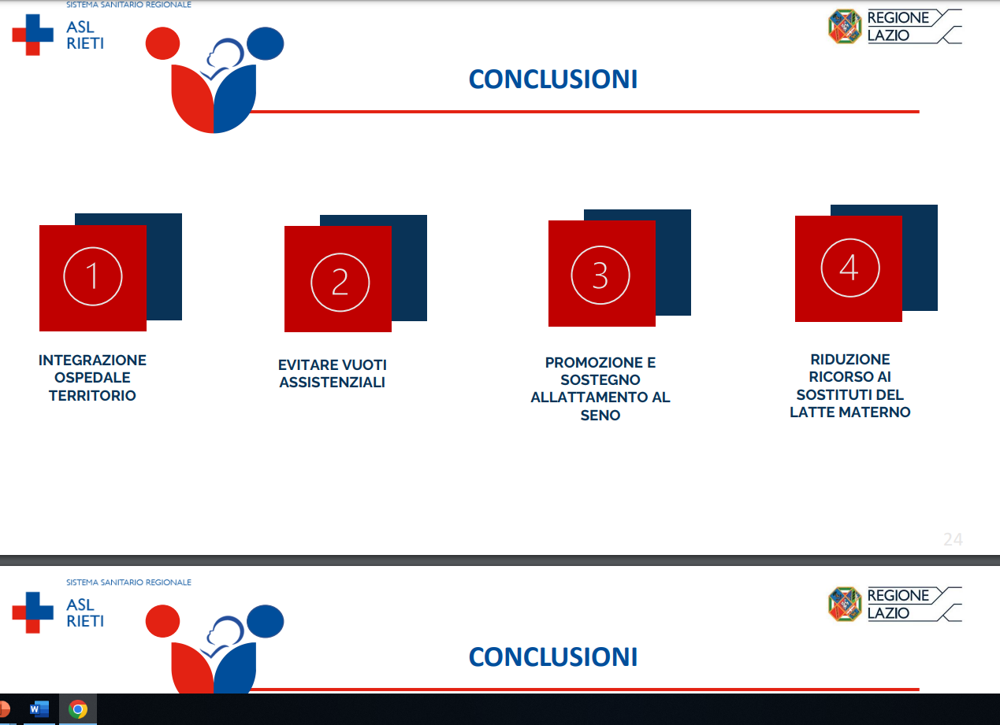 SISTEMA SANITARIO REGIONALE
ASL
RIETI
REGIONE
LAZIO
CONCLUSIONI
1
2
3
4
INTEGRAZIONE
OSPEDALE
TERRITORIO
EVITARE VUOTI
ASSISTENZIALI
PROMOZIONE E
SOSTEGNO
ALLATTAMENTO AL
SENO
RIDUZIONE
RICORSO AI
SOSTITUTI DEL
LATTE MATERNO
24
SISTEMA SANITARIO REGIONALE
ASL
RIETI
REGIONE
LAZIO
CONCLUSIONI
W